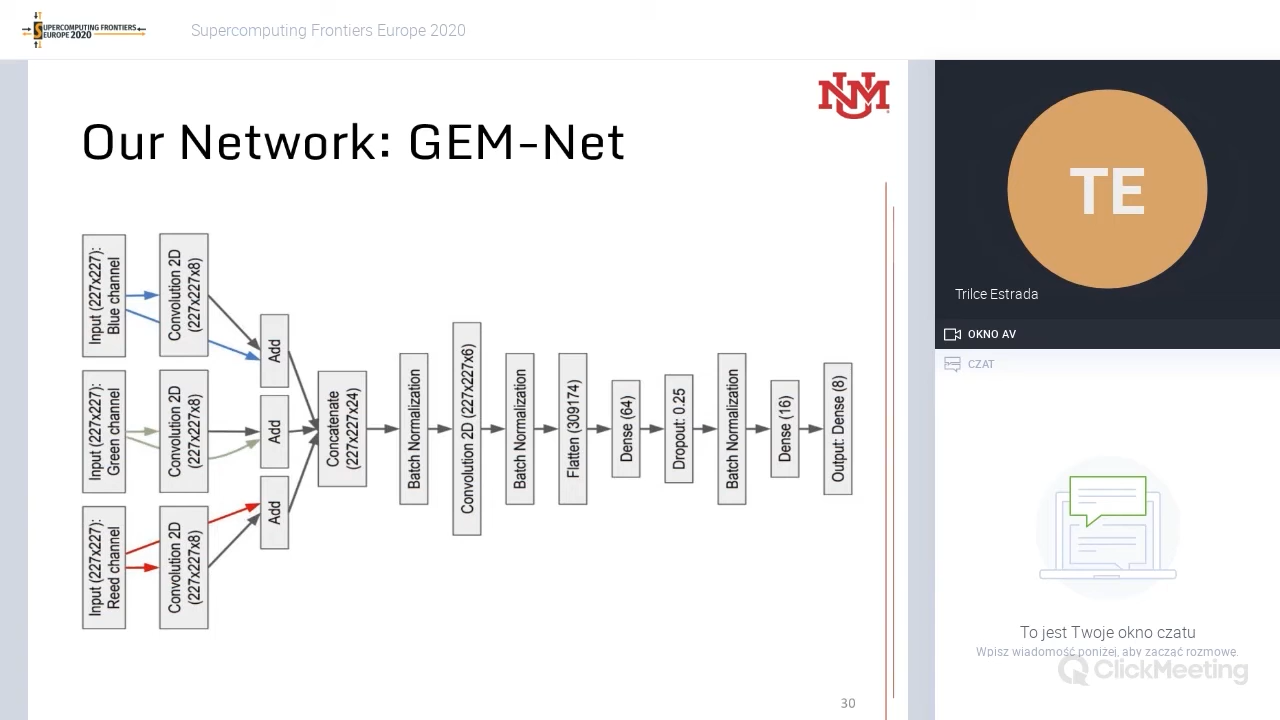 SUPERCOMPUTING FRONTIERS
EUROPE 2020
Supercomputing Frontiers Europe 2020
UNM
Our Network: GEM-Net
Input (227x227):
Blue channel
Convolution 2D
(227x227x8)
Add
Input (227x227):
Green channel
Convolution 2D
(227x227x8)
Add
Input (227x227):
Reed channel
Convolution 2D
(227x227x8)
Add
Concatenate
(227x227x24)
Batch Normalization
Convolution 2D (227x227x6)
Batch Normalization
Flatten (309174)
Dense (64)
Dropout: 0.25
Batch Normalization
Dense (16)
Output: Dense (8)
30
TE
Trilce Estrada
OKNO AV
CZAT
To jest Twoje okno czatu
Wpisz wiadomość poniżej, aby zacząć rozmowę.
ClickMeeting